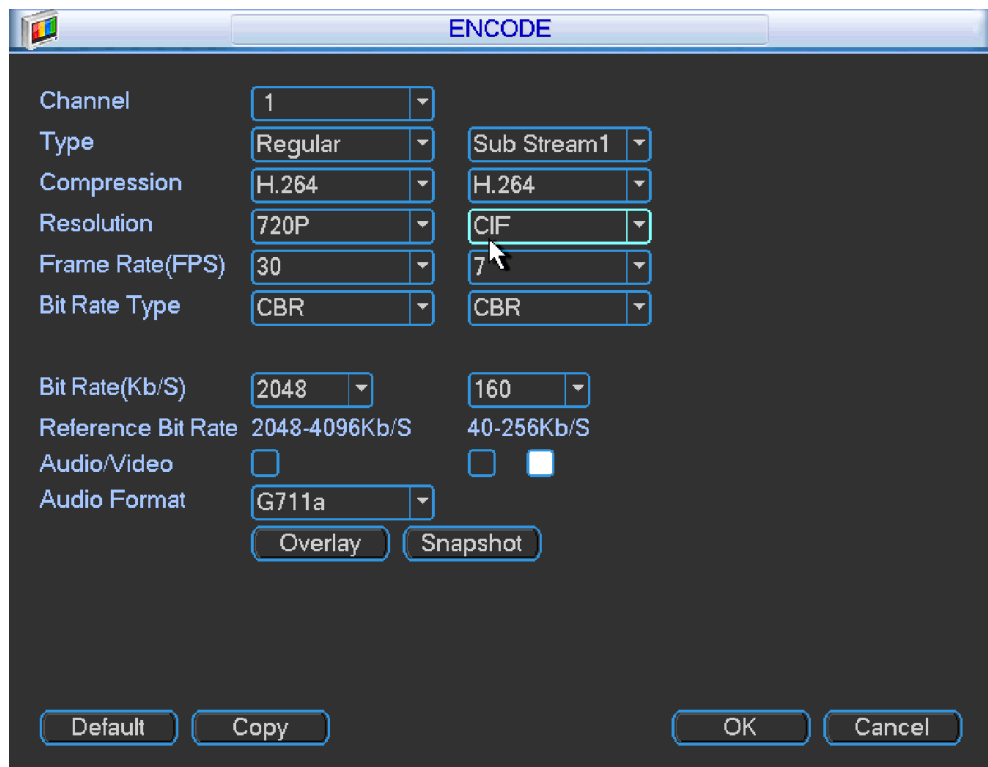 ENCODE
Channel 1
Type Regular Sub Stream1
Compression H.264 H.264
Resolution 720P CIF
Frame Rate(FPS) 30 7
Bit Rate Type CBR CBR
Bit Rate(Kb/S) 2048 160
Reference Bit Rate 2048-4096Kb/S 40-256Kb/S
Audio/Video
Audio Format G711a
Overlay Snapshot
Default Copy OK Cancel